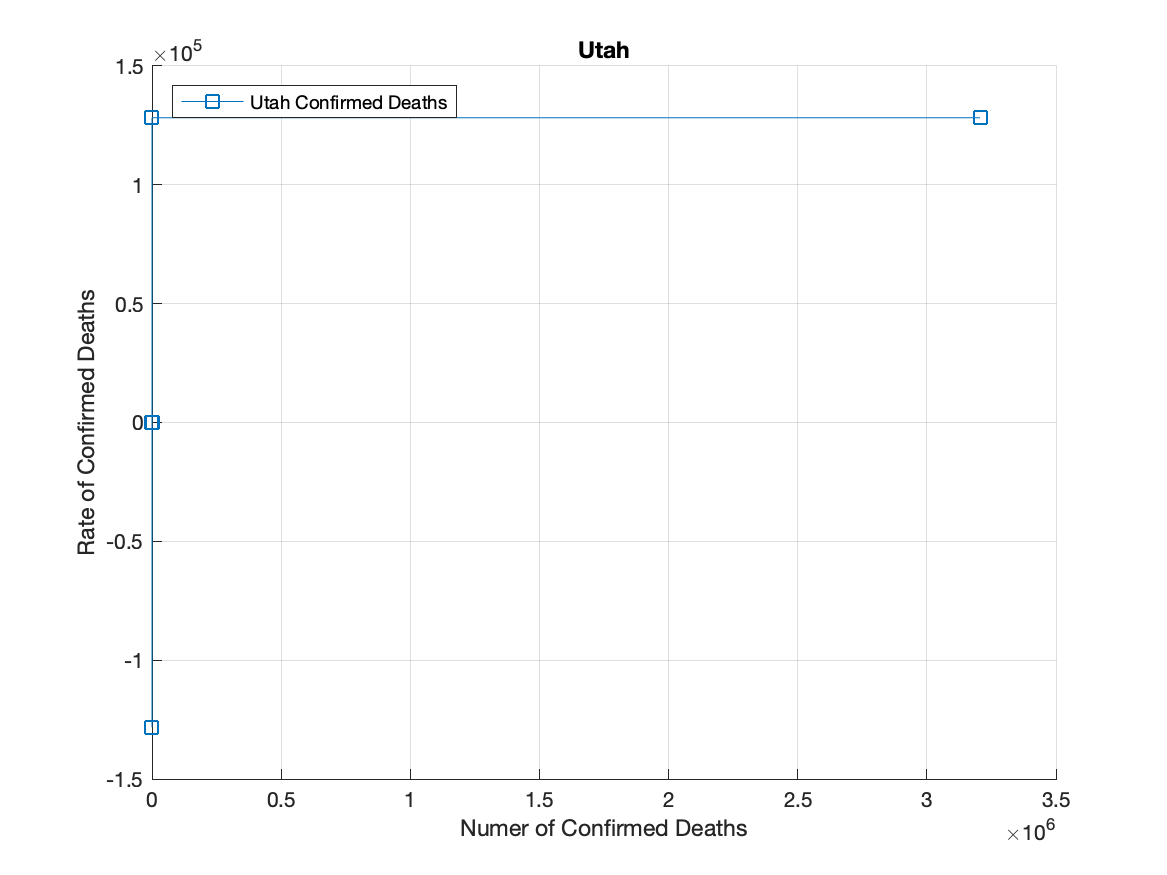 Utah
×10^5
1.5
1
0.5
0
-0.5
-1
-1.5
Rate of Confirmed Deaths
Utah Confirmed Deaths
0 0.5 1 1.5 2 2.5 3 3.5
Numer of Confirmed Deaths
×10^6